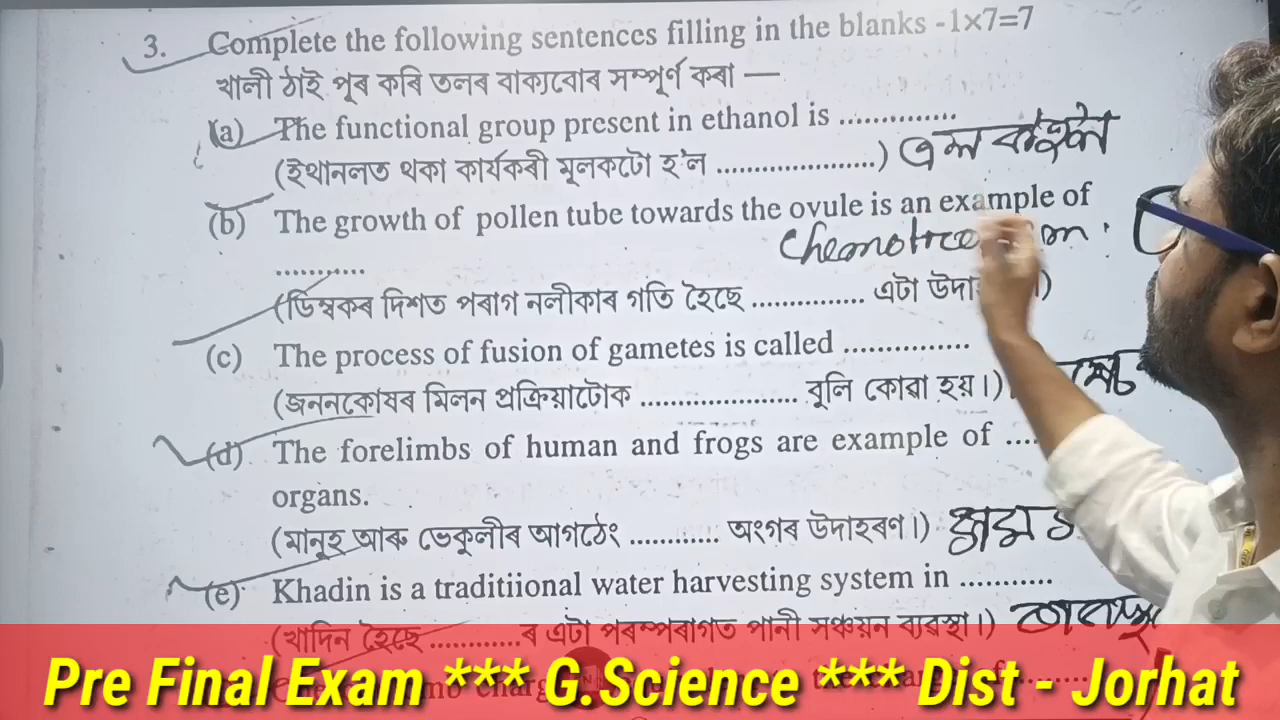 3. Complete the following sentences filling in the blanks -1×7=7
খালী ঠাই পূৰ কৰি তলৰ বাক্যবোৰ সম্পূৰ্ণ কৰা —
(a) The functional group present in ethanol is ..............
(ইথানলত থকা কাৰ্যকৰী মূলকটো হ'ল ....................)
(b) The growth of pollen tube towards the ovule is an example of
...........
(ডিম্বকৰ দিশত পৰাগ নলীকাৰ গতি হৈছে .............. এটা
(c) The process of fusion of gametes is called ...............
(জননকোষৰ মিলন প্ৰক্ৰিয়াটোক .................... বুলি কোৱা হয়।)
(d) The forelimbs of human and frogs are example of ....
organs.
(মানুহ আৰু ভেকুলীৰ আগঠেং ............ অংগৰ উদাহৰণ।)
(e) Khadin is a traditiional water harvesting system in ...........
(খাদিন হৈছে ............ৰ এটা পৰম্পৰাগত পানী সঞ্চয়ন ব্যৱস্থা।)
Pre Final Exam *** G.Science *** Dist - Jorhat